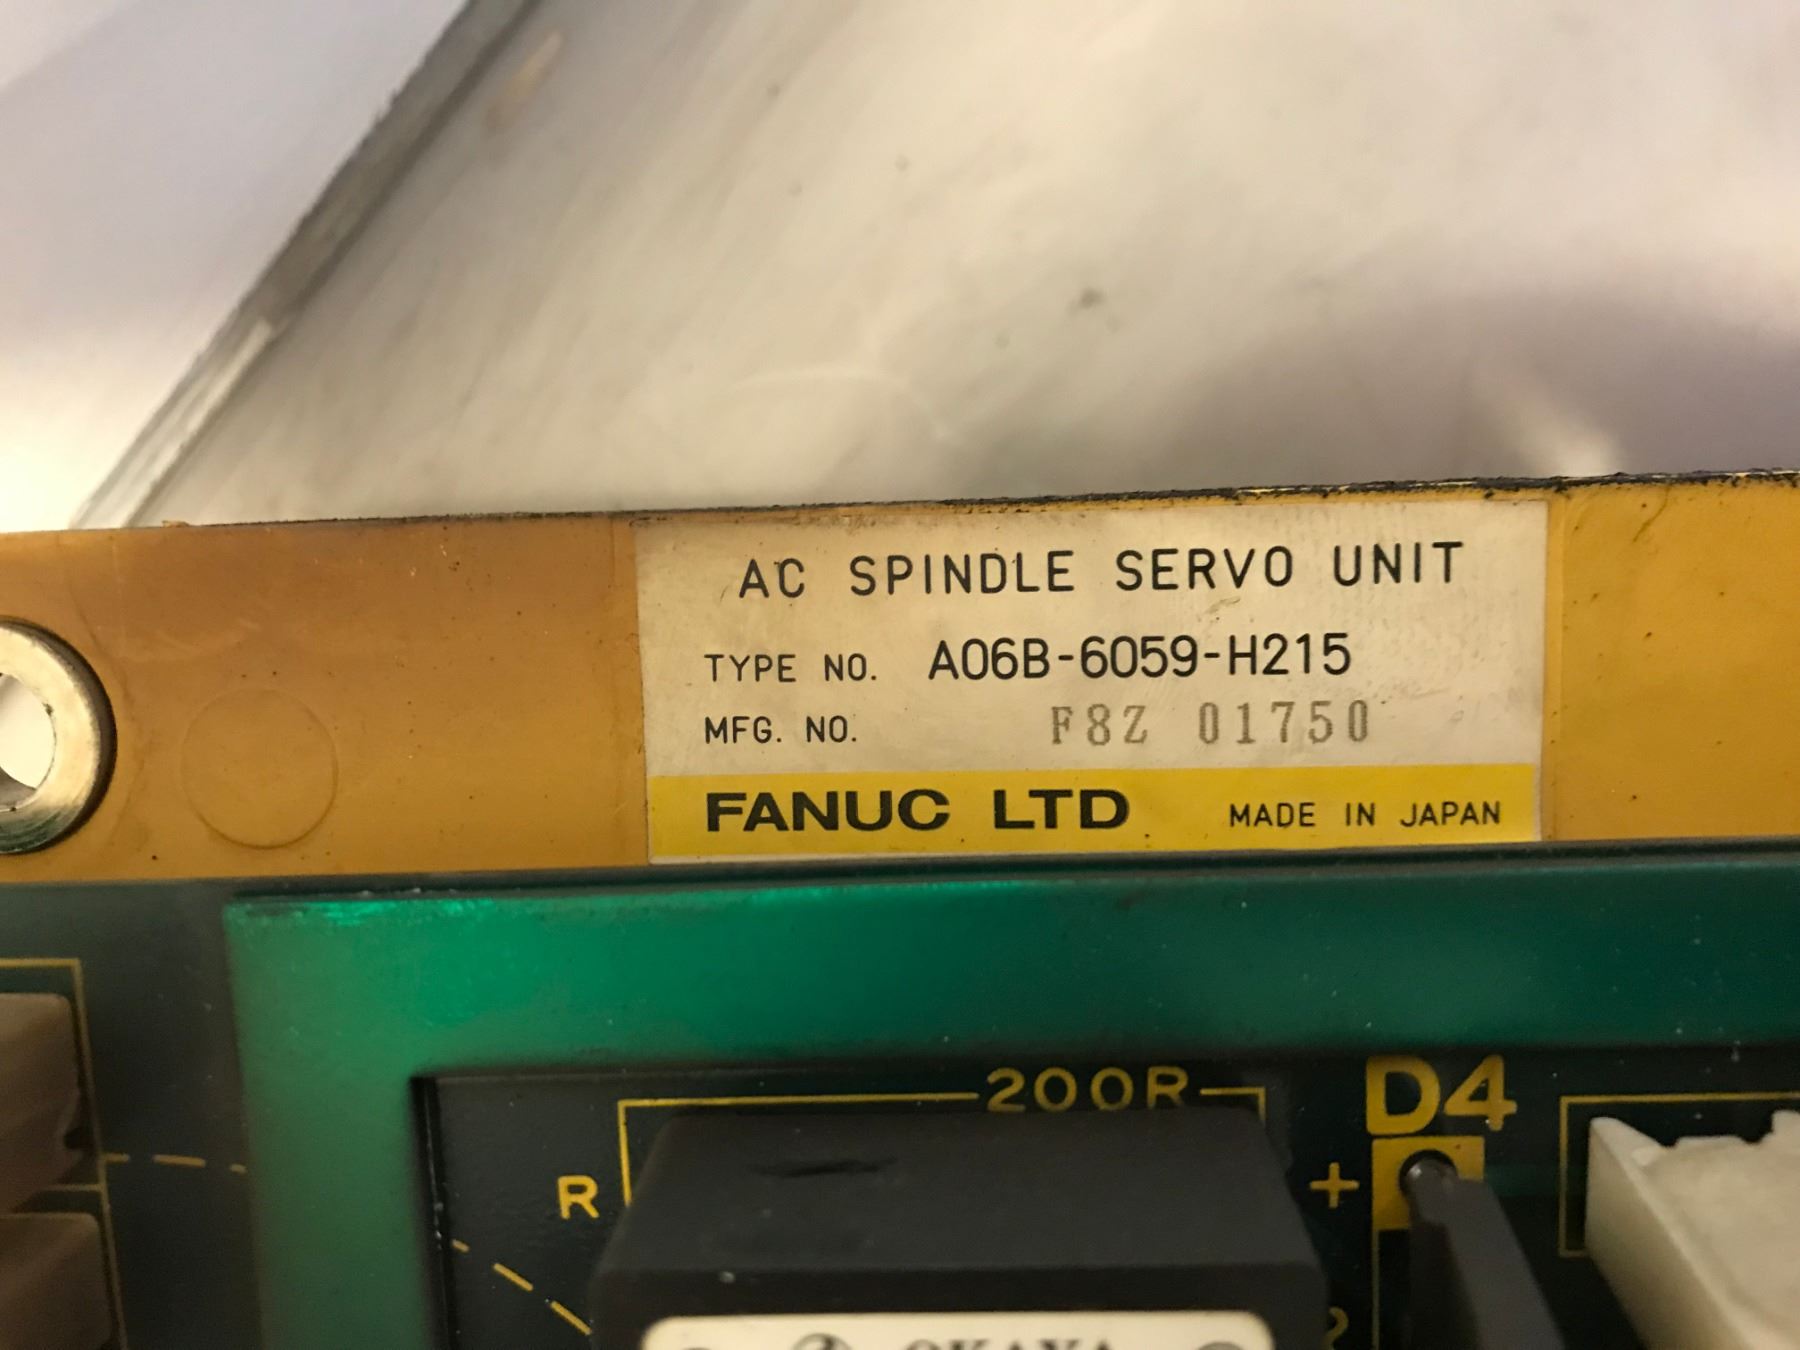 AC SPINDLE SERVO UNIT
TYPE NO. A06B-6059-H215
MFG. NO. F8Z 01750
FANUC LTD MADE IN JAPAN
200R D4
R +
OKAYA